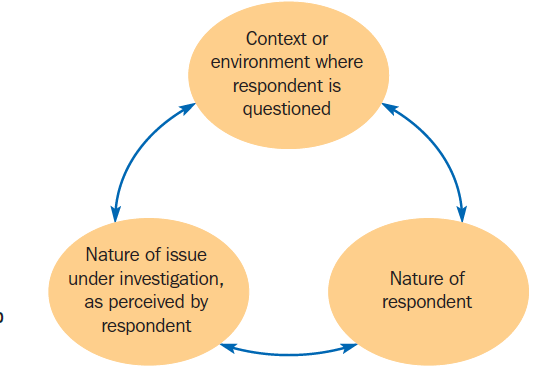 Context or
environment where
respondent is
questioned
Nature of issue
under investigation,
as perceived by
respondent
Nature of
respondent